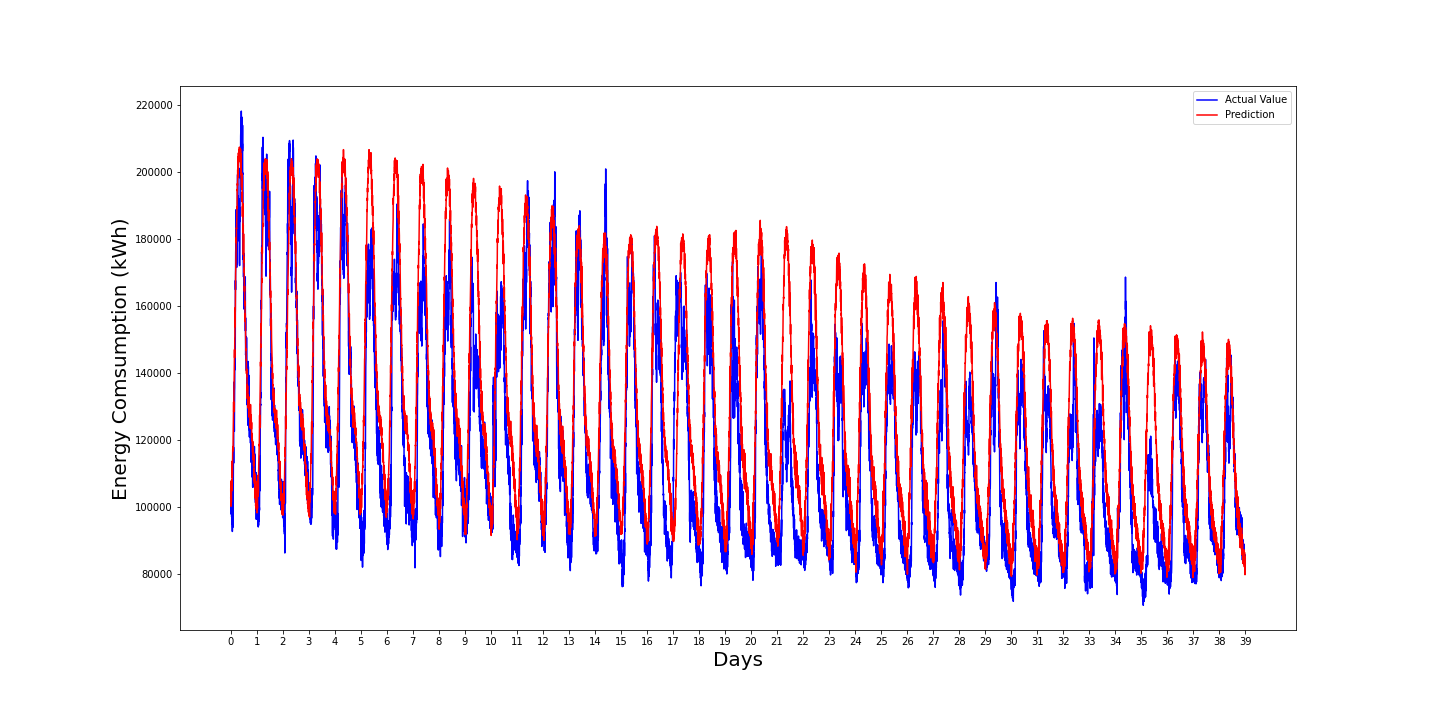 220000
200000
180000
160000
140000
120000
100000
80000
Energy Comsumption (kWh)
Actual Value
Prediction
0 1 2 3 4 5 6 7 8 9 10 11 12 13 14 15 16 17 18 19 20 21 22 23 24 25 26 27 28 29 30 31 32 33 34 35 36 37 38 39
Days